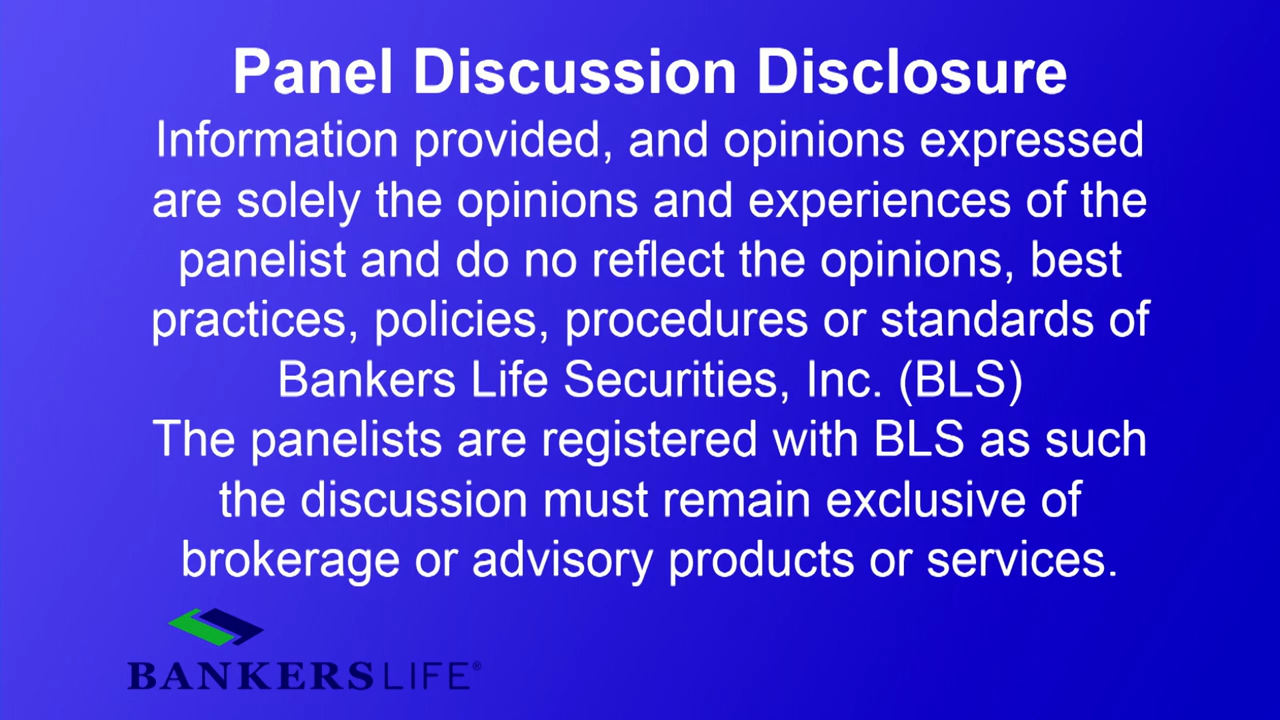 Panel Discussion Disclosure
Information provided, and opinions expressed
are solely the opinions and experiences of the
panelist and do no reflect the opinions, best
practices, policies, procedures or standards of
Bankers Life Securities, Inc. (BLS)
The panelists are registered with BLS as such
the discussion must remain exclusive of
brokerage or advisory products or services.
BANKERS LIFE®